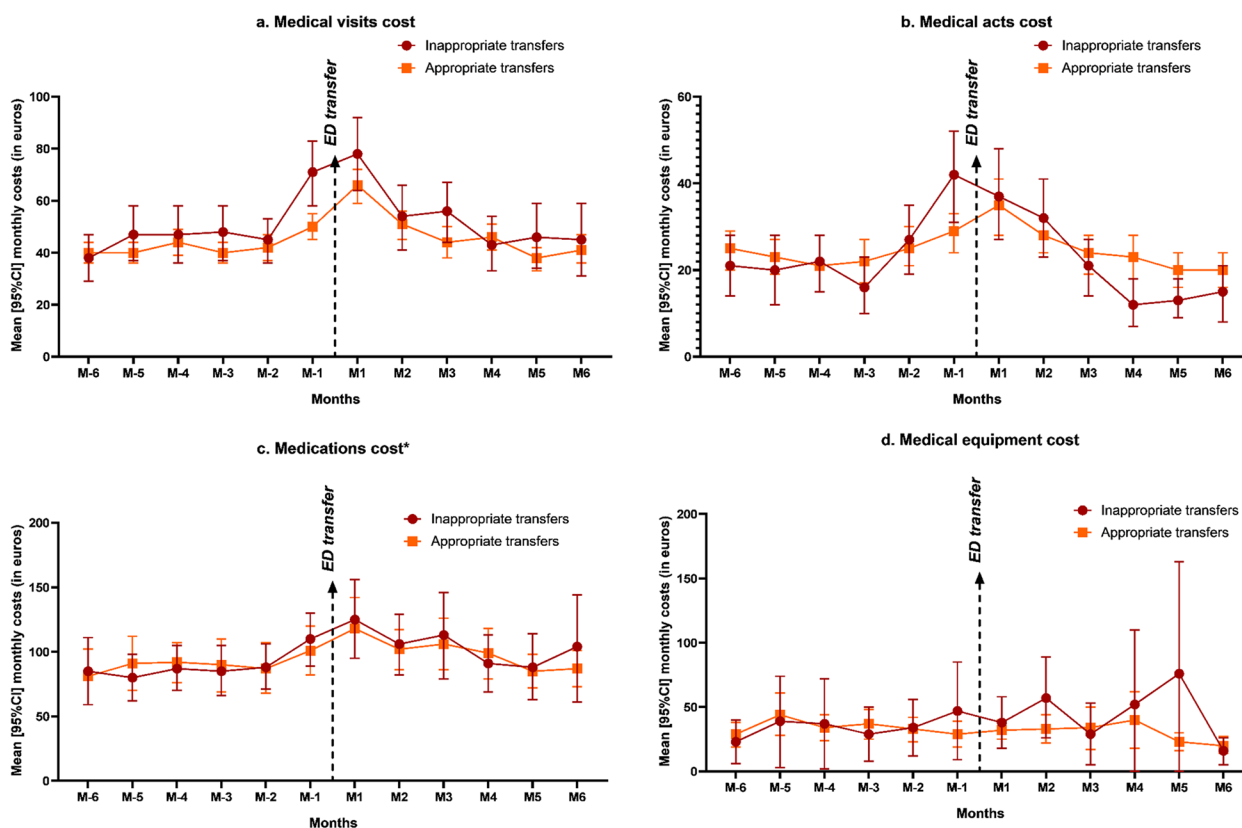 a. Medical visits cost
Inappropriate transfers
Appropriate transfers
ED transfer
Mean [95%CI] monthly costs (in euros)
100
80
60
40
20
0
M-6 M-5 M-4 M-3 M-2 M-1 M1 M2 M3 M4 M5 M6
Months
b. Medical acts cost
Inappropriate transfers
Appropriate transfers
ED transfer
Mean [95%CI] monthly costs (in euros)
60
40
20
0
M-6 M-5 M-4 M-3 M-2 M-1 M1 M2 M3 M4 M5 M6
Months
c. Medications cost*
Inappropriate transfers
Appropriate transfers
ED transfer
Mean [95%CI] monthly costs (in euros)
200
150
100
50
0
M-6 M-5 M-4 M-3 M-2 M-1 M1 M2 M3 M4 M5 M6
Months
d. Medical equipment cost
Inappropriate transfers
Appropriate transfers
ED transfer
Mean [95%CI] monthly costs (in euros)
200
150
100
50
0
M-6 M-5 M-4 M-3 M-2 M-1 M1 M2 M3 M4 M5 M6
Months